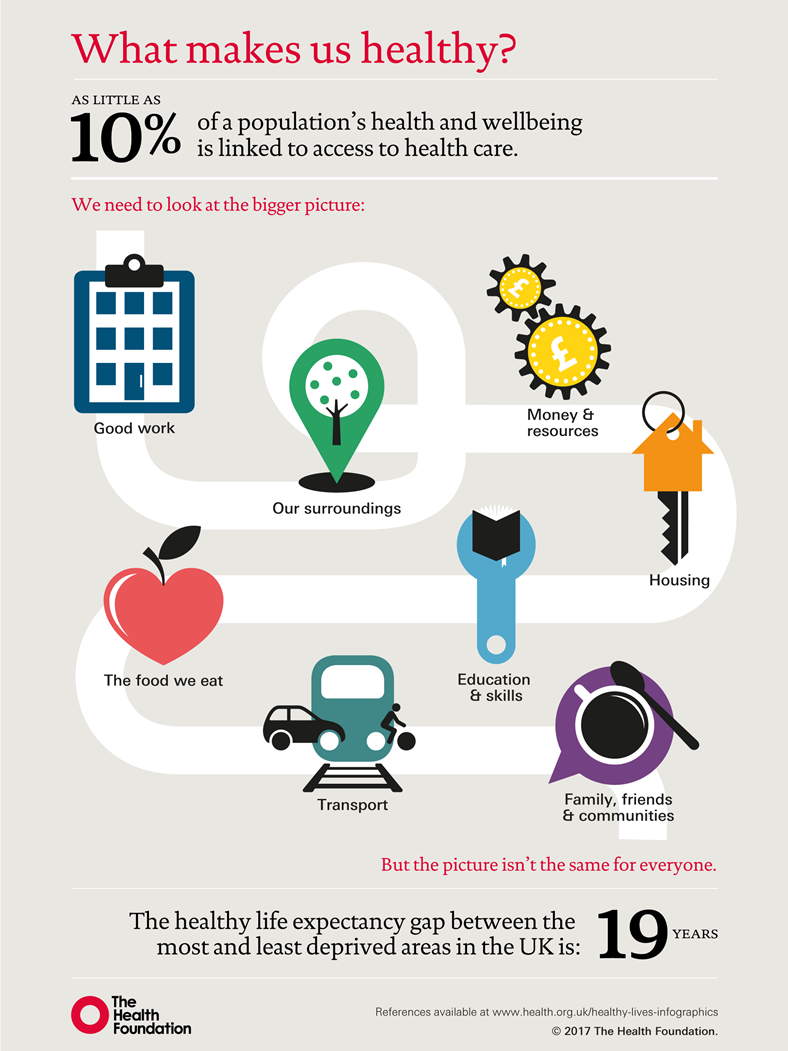 What makes us healthy?
AS LITTLE AS
10%
of a population's health and wellbeing
is linked to access to health care.
We need to look at the bigger picture:
Good work
Our surroundings
£
£
Money &
resources
Housing
The food we eat
Education
& skills
Transport
Family, friends
& communities
But the picture isn't the same for everyone.
The healthy life expectancy gap between the
most and least deprived areas in the UK is:
19 YEARS
The
Health
Foundation
References available at www.health.org.uk/healthy-lives-infographics
© 2017 The Health Foundation.